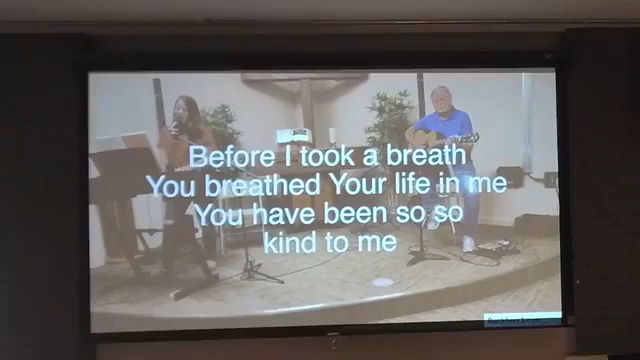 Before I took a breath
You breathed Your life in me
You have been so so
kind to me